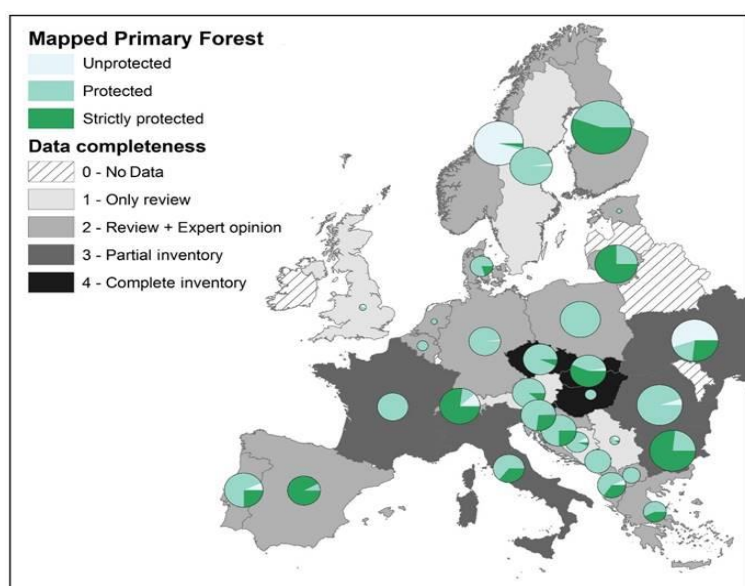 Mapped Primary Forest
Unprotected
Protected
Strictly protected
Data completeness
0 - No Data
1 - Only review
2 - Review + Expert opinion
3 - Partial inventory
4 - Complete inventory